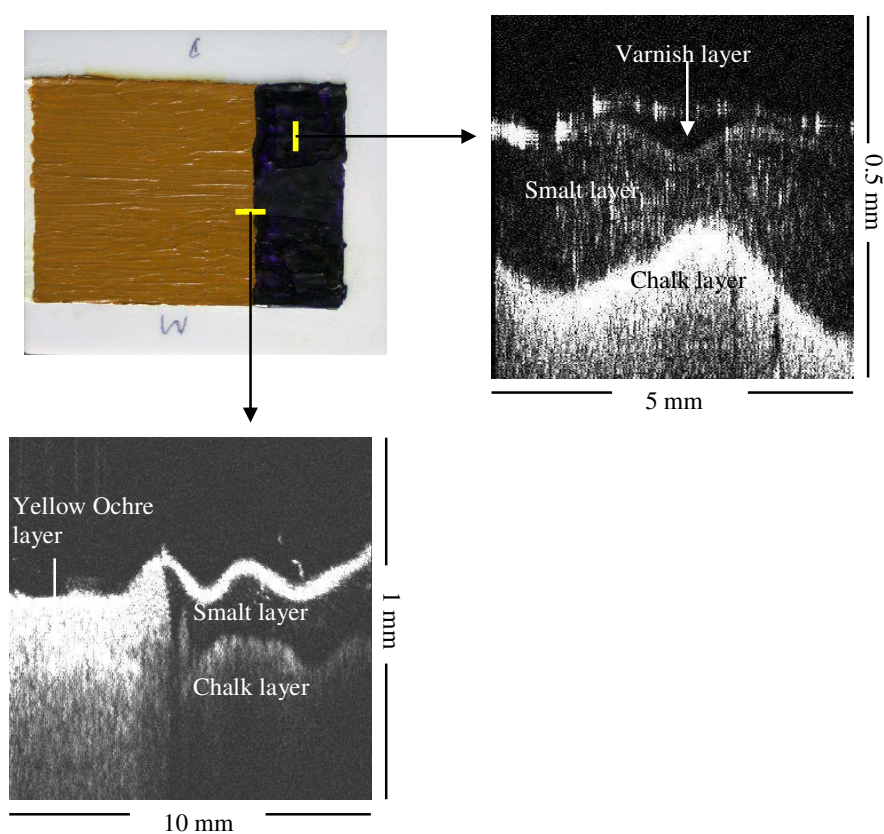 Varnish layer
Smalt layer
Chalk layer
0.5 mm
5 mm
Yellow Ochre
layer
Smalt layer
Chalk layer
1 mm
10 mm